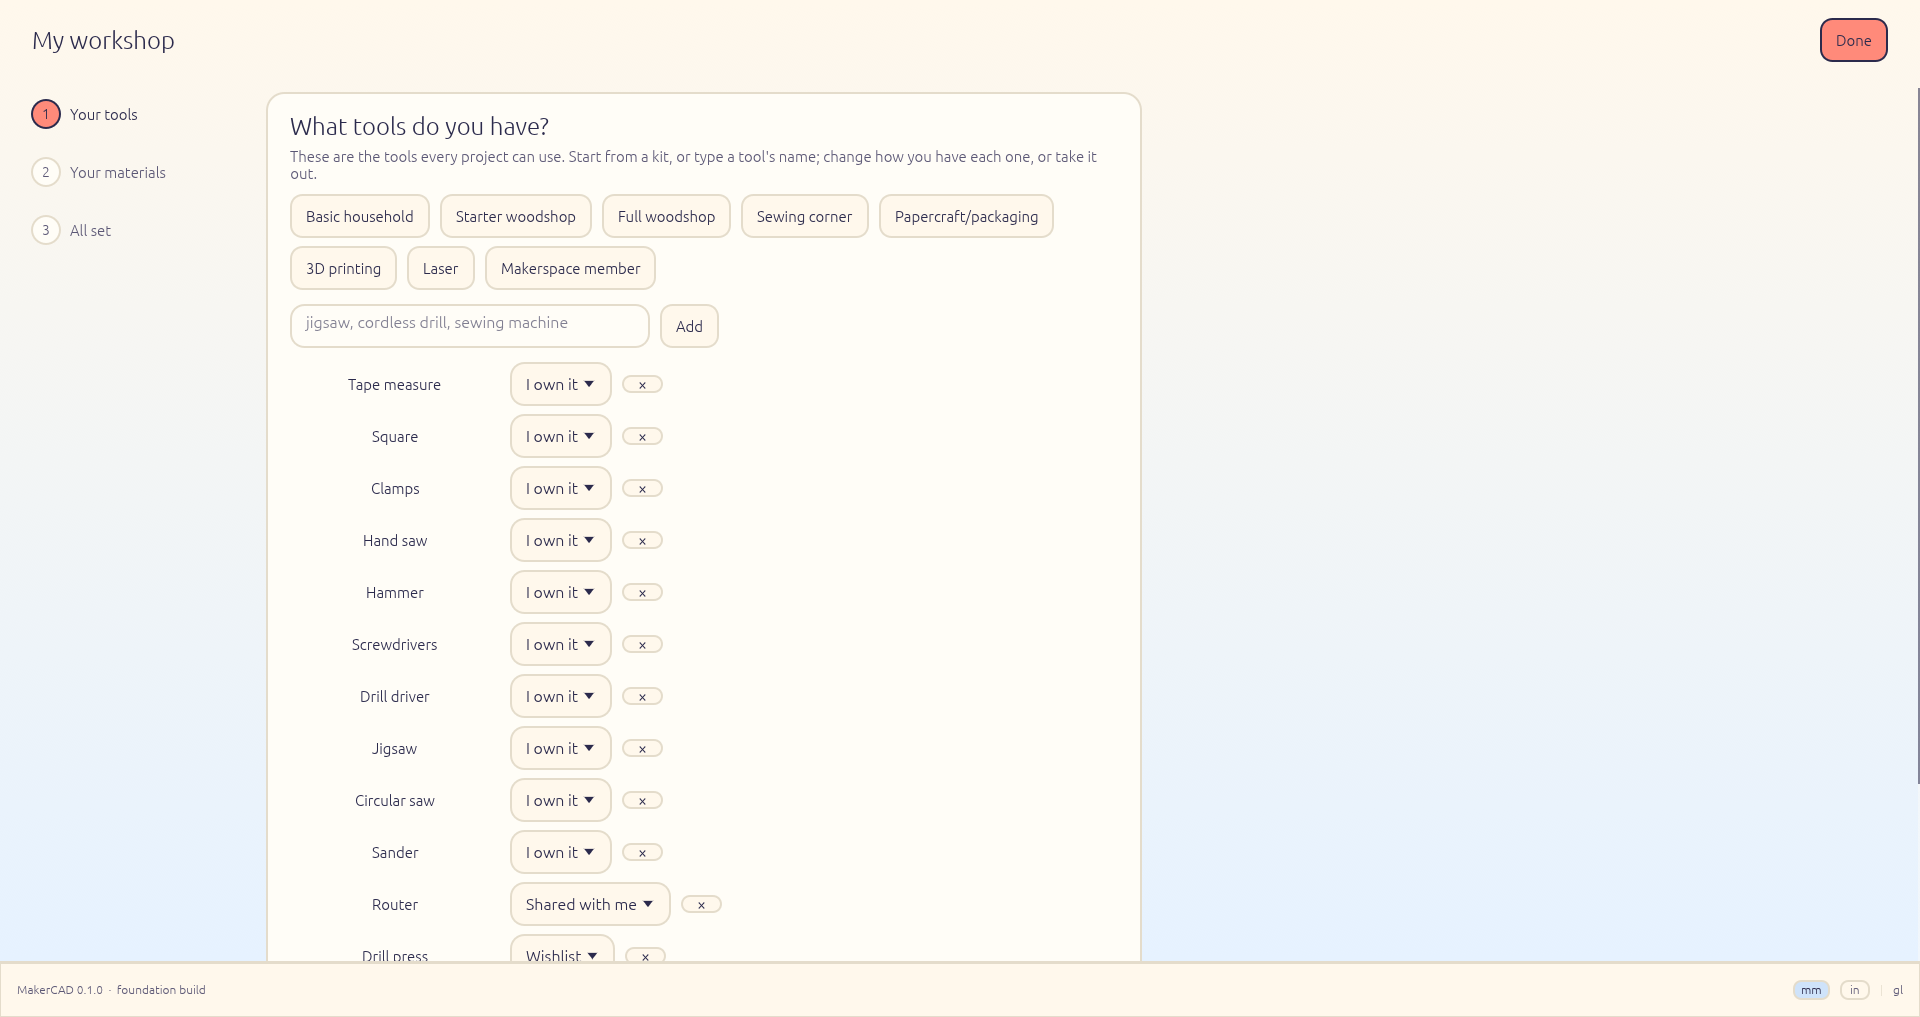 My workshop
Done
1 Your tools
2 Your materials
3 All set
What tools do you have?
These are the tools every project can use. Start from a kit, or type a tool's name; change how you have each one, or take it
out.
Basic household Starter woodshop Full woodshop Sewing corner Papercraft/packaging
3D printing Laser Makerspace member
jigsaw, cordless drill, sewing machine Add
Tape measure I own it ×
Square I own it ×
Clamps I own it ×
Hand saw I own it ×
Hammer I own it ×
Screwdrivers I own it ×
Drill driver I own it ×
Jigsaw I own it ×
Circular saw I own it ×
Sander I own it ×
Router Shared with me ×
Drill press Wishlist ×
MakerCAD 0.1.0 · foundation build mm in gl